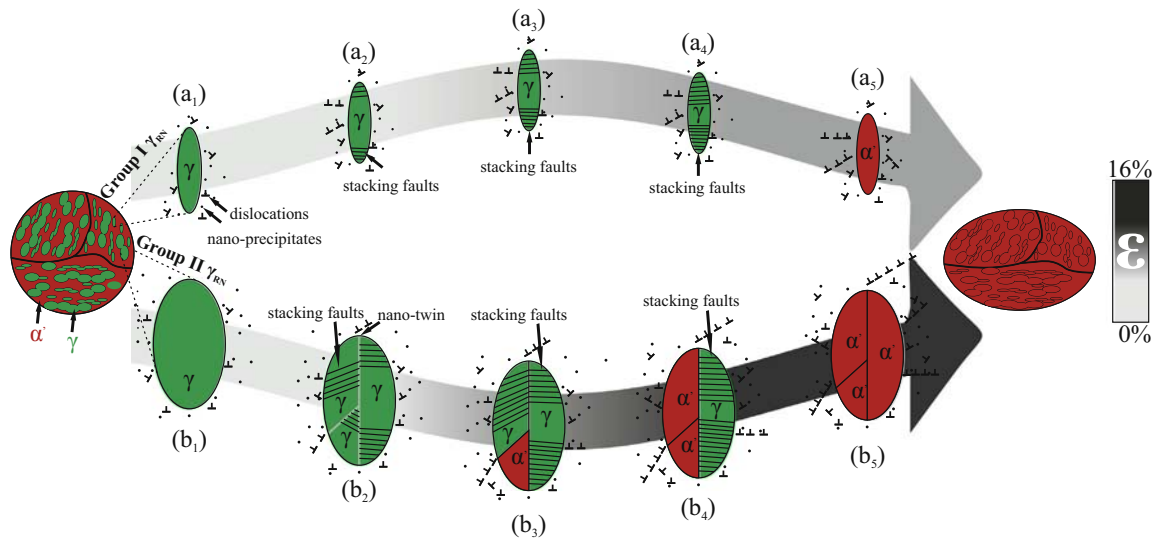 (a₁)
(a₂)
(a₃)
(a₄)
(a₅)
γ
γ
γ
γ
α'
stacking faults
stacking faults
stacking faults
Group I γRN
dislocations
nano-precipitates
Group II γRN
α'
γ
16%
ε
0%
stacking faults
nano-twin
stacking faults
stacking faults
γ
γ
γ
γ
γ
α'
α'
α'
γ
α'
α'
α'
(b₁)
(b₂)
(b₃)
(b₄)
(b₅)